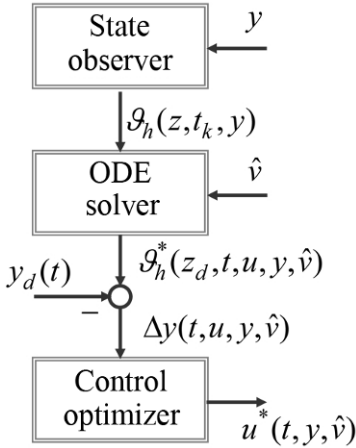 State
observer
y
ϑ_h(z,t_k,y)
ODE
solver
v̂
ϑ_h^*(z_d,t,u,y,v̂)
y_d(t)
−
Δy(t,u,y,v̂)
Control
optimizer
u^*(t,y,v̂)